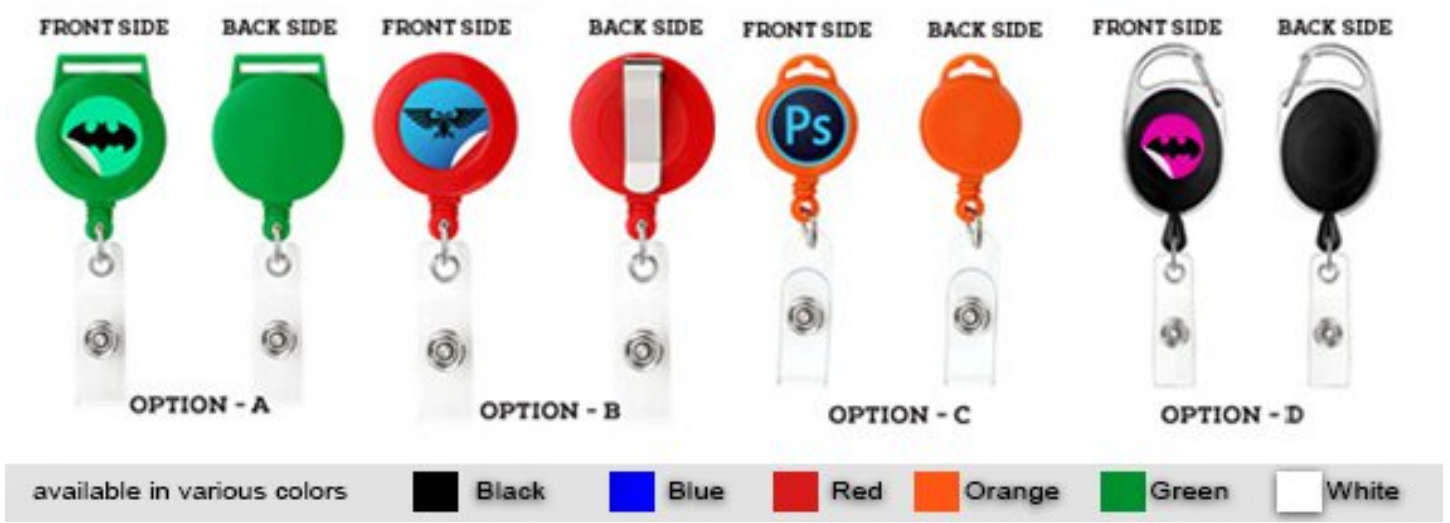 FRONT SIDE BACK SIDE FRONT SIDE BACK SIDE FRONT SIDE BACK SIDE FRONT SIDE BACK SIDE
Ps
OPTION - A OPTION - B OPTION - C OPTION - D
available in various colors Black Blue Red Orange Green White